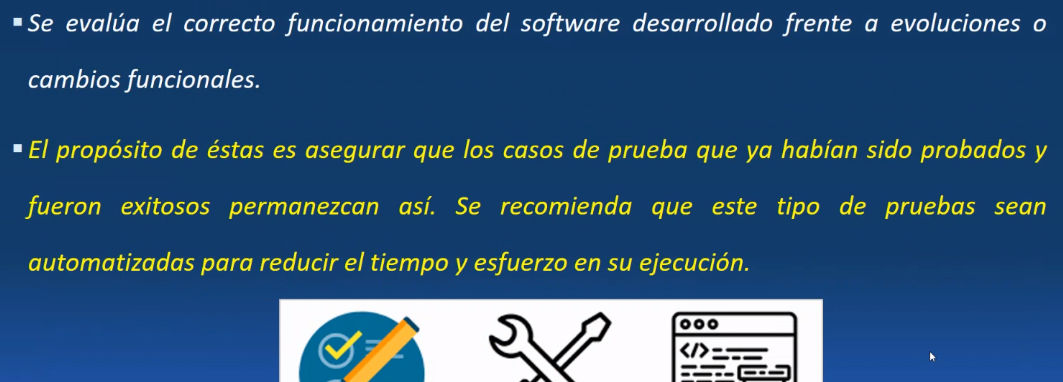 ▪ Se evalúa el correcto funcionamiento del software desarrollado frente a evoluciones o
cambios funcionales.
▪ El propósito de éstas es asegurar que los casos de prueba que ya habían sido probados y
fueron exitosos permanezcan así. Se recomienda que este tipo de pruebas sean
automatizadas para reducir el tiempo y esfuerzo en su ejecución.
</>